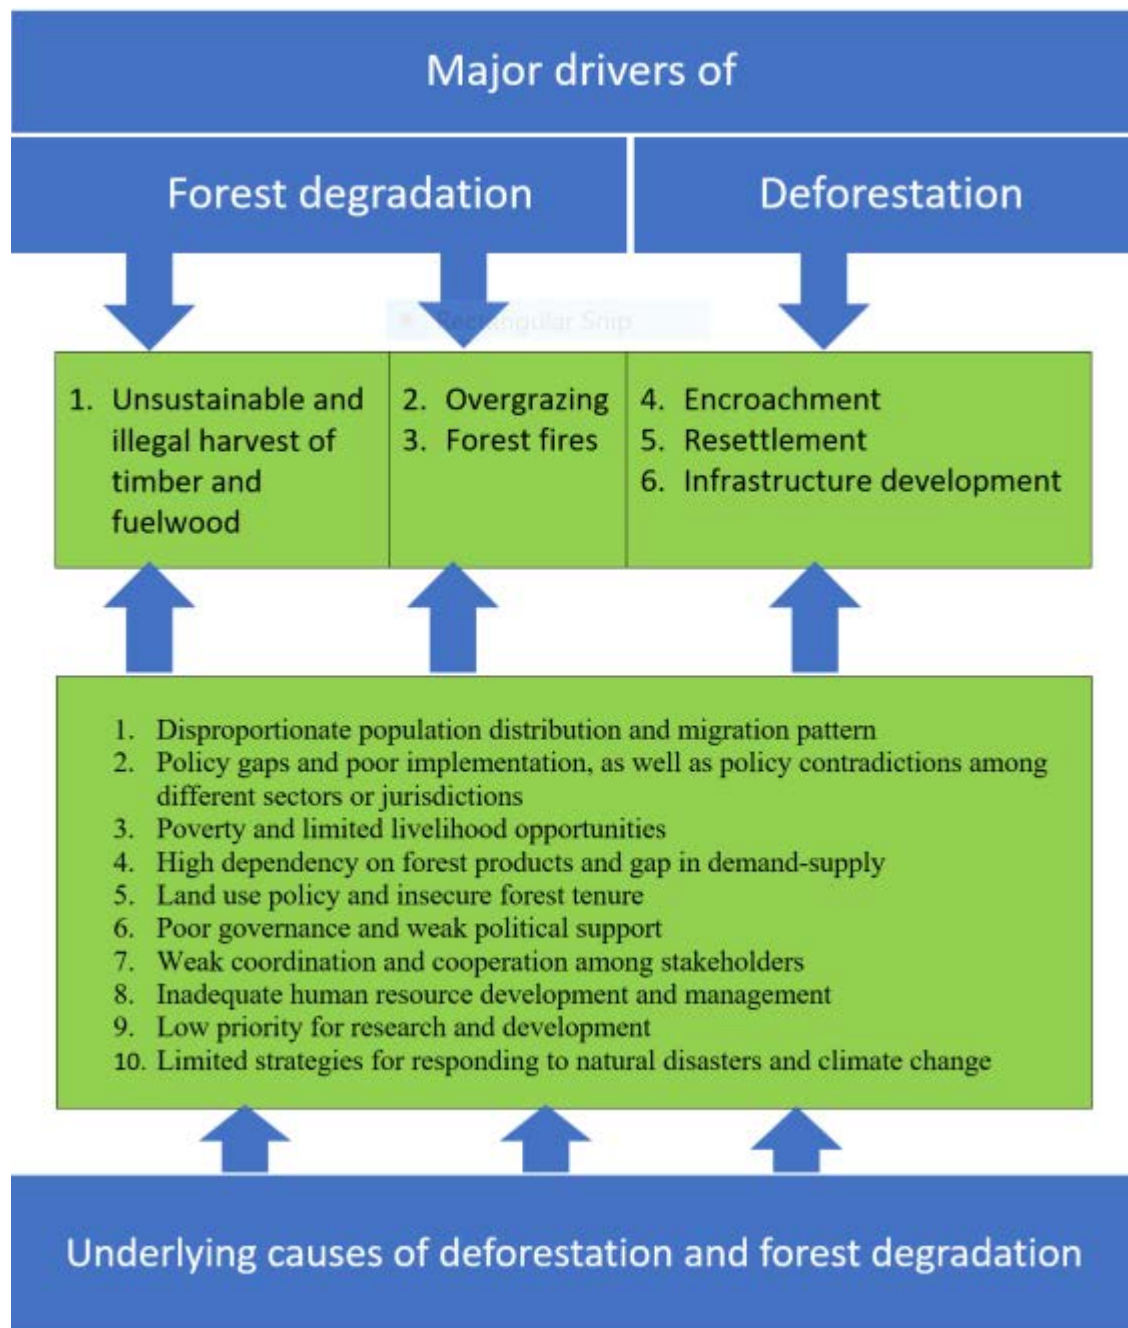 Major drivers of
Forest degradation
Deforestation
Rectangular Snip
1. Unsustainable and
illegal harvest of
timber and
fuelwood
2. Overgrazing
3. Forest fires
4. Encroachment
5. Resettlement
6. Infrastructure development
1. Disproportionate population distribution and migration pattern
2. Policy gaps and poor implementation, as well as policy contradictions among
different sectors or jurisdictions
3. Poverty and limited livelihood opportunities
4. High dependency on forest products and gap in demand-supply
5. Land use policy and insecure forest tenure
6. Poor governance and weak political support
7. Weak coordination and cooperation among stakeholders
8. Inadequate human resource development and management
9. Low priority for research and development
10. Limited strategies for responding to natural disasters and climate change
Underlying causes of deforestation and forest degradation